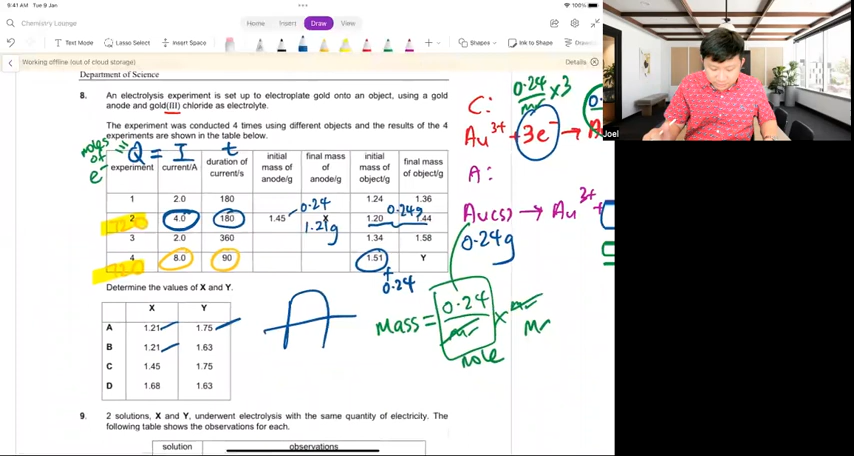 9:41 AM Tue 9 Jan
100%
Chemistry Lounge
Home Insert Draw View
Text Mode Lasso Select Insert Space Shapes Ink to Shape
Working offline (out of cloud storage) Details
Department of Science
8. An electrolysis experiment is set up to electroplate gold onto an object, using a gold
anode and gold(III) chloride as electrolyte.
The experiment was conducted 4 times using different objects and the results of the 4
experiments are shown in the table below.
moles of e⁻
Q = I t
experiment current/A duration of current/s initial mass of anode/g final mass of anode/g initial mass of object/g final mass of object/g
1 2.0 180 1.24 1.36
2 4.0 180 1.45 X 1.20 1.44
3 2.0 360 1.34 1.58
4 8.0 90 1.51 Y
720
720
- 0.24
1.21g
0.24g
+ 0.24
Determine the values of X and Y.
X Y
A 1.21 1.75
B 1.21 1.63
C 1.45 1.75
D 1.68 1.63
A
C: 0.24/Mr × 3
Au³⁺ + 3e⁻ →
A:
Au(s) → Au³⁺ +
0.24g
Mass = 0.24/Mr × Mr
Mr
mole
9. 2 solutions, X and Y, underwent electrolysis with the same quantity of electricity. The
following table shows the observations for each.
solution observations
Joel